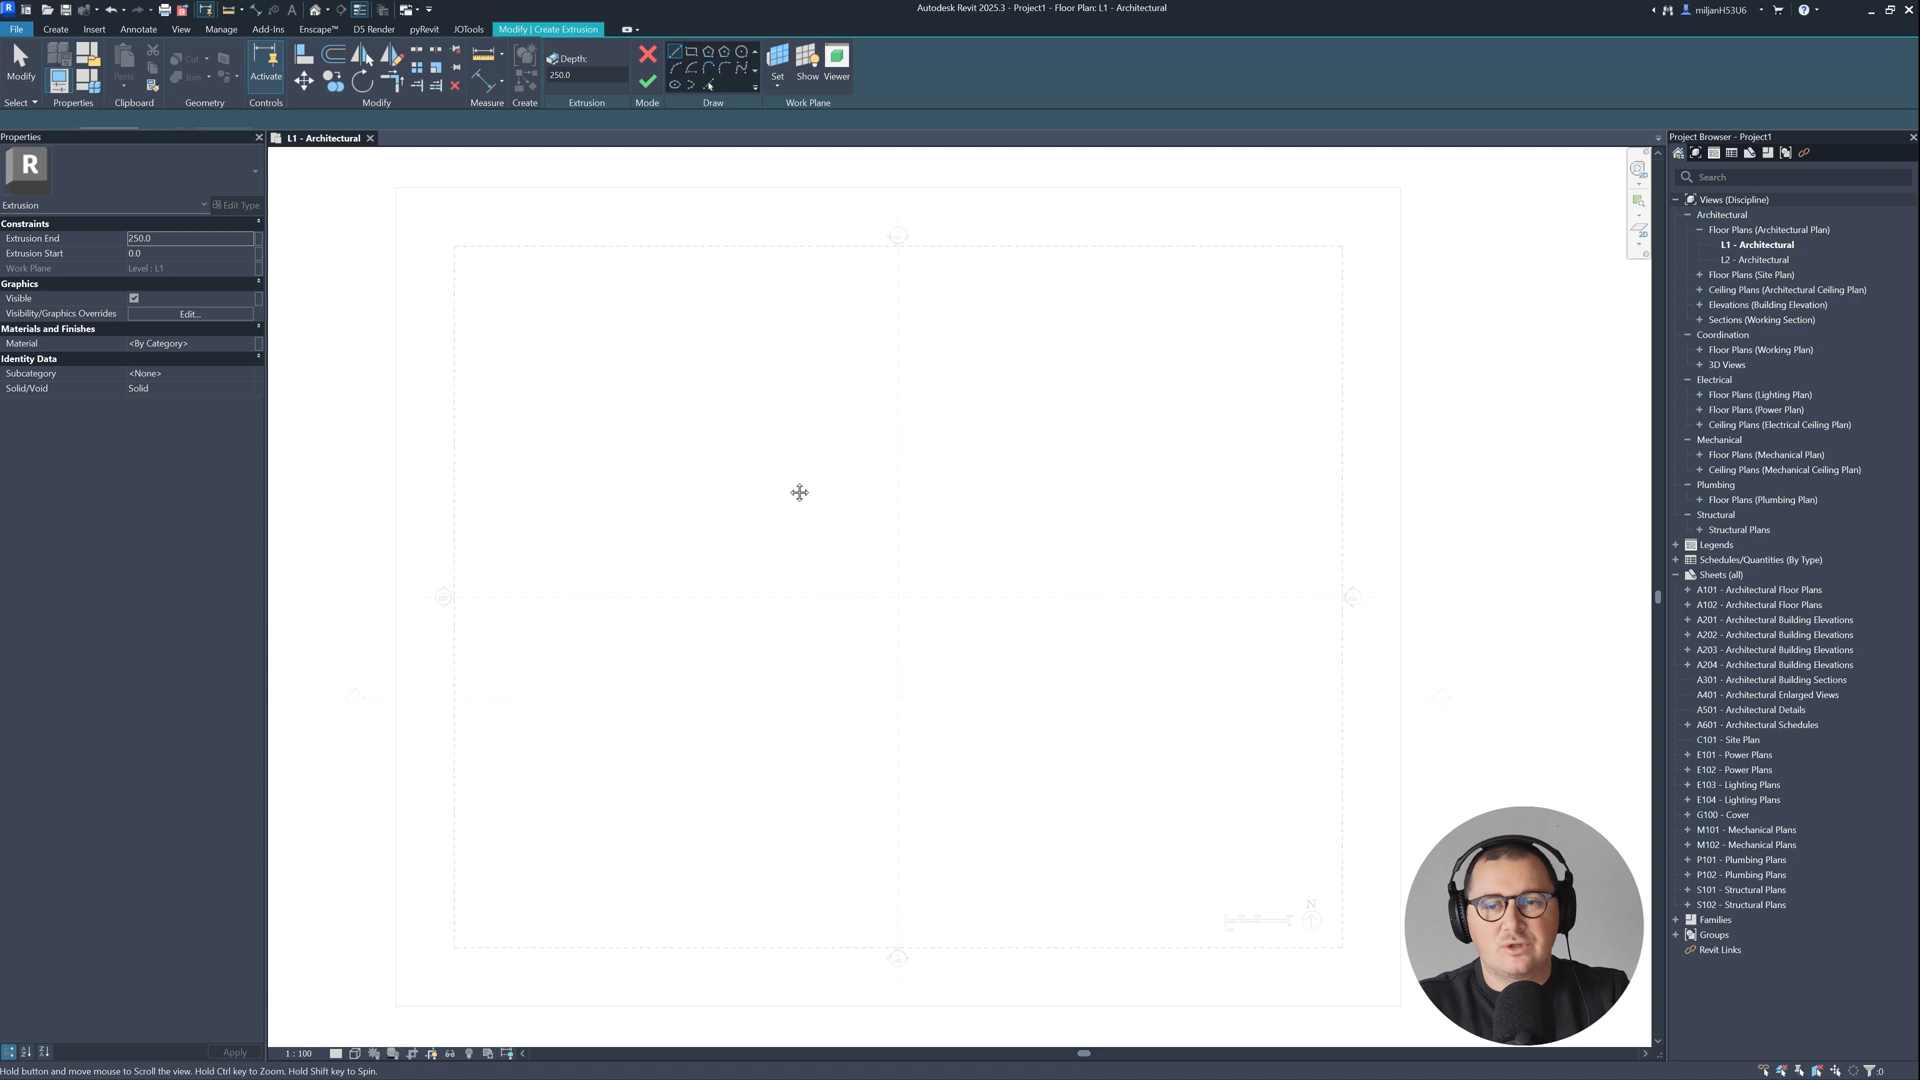 Autodesk Revit 2025.3 - Project1 - Floor Plan: L1 - Architectural
miljanH53U6
File
Create
Insert
Annotate
View
Manage
Add-Ins
Enscape™
D5 Render
pyRevit
JOTools
Modify | Create Extrusion
Modify
Paste
Cut
Join
Activate
Depth:
250.0
Set
Show
Viewer
Select
Properties
Clipboard
Geometry
Controls
Modify
Measure
Create
Extrusion
Mode
Draw
Work Plane
Properties
L1 - Architectural
Project Browser - Project1
R
Search
Extrusion
Edit Type
Constraints
Extrusion End
250.0
Extrusion Start
0.0
Work Plane
Level : L1
Graphics
Visible
Visibility/Graphics Overrides
Edit...
Materials and Finishes
Material
<By Category>
Identity Data
Subcategory
<None>
Solid/Void
Solid
Apply
2D
2D
N
Views (Discipline)
Architectural
Floor Plans (Architectural Plan)
L1 - Architectural
L2 - Architectural
Floor Plans (Site Plan)
Ceiling Plans (Architectural Ceiling Plan)
Elevations (Building Elevation)
Sections (Working Section)
Coordination
Floor Plans (Working Plan)
3D Views
Electrical
Floor Plans (Lighting Plan)
Floor Plans (Power Plan)
Ceiling Plans (Electrical Ceiling Plan)
Mechanical
Floor Plans (Mechanical Plan)
Ceiling Plans (Mechanical Ceiling Plan)
Plumbing
Floor Plans (Plumbing Plan)
Structural
Structural Plans
Legends
Schedules/Quantities (By Type)
Sheets (all)
A101 - Architectural Floor Plans
A102 - Architectural Floor Plans
A201 - Architectural Building Elevations
A202 - Architectural Building Elevations
A203 - Architectural Building Elevations
A204 - Architectural Building Elevations
A301 - Architectural Building Sections
A401 - Architectural Enlarged Views
A501 - Architectural Details
A601 - Architectural Schedules
C101 - Site Plan
E101 - Power Plans
E102 - Power Plans
E103 - Lighting Plans
E104 - Lighting Plans
G100 - Cover
M101 - Mechanical Plans
M102 - Mechanical Plans
P101 - Plumbing Plans
P102 - Plumbing Plans
S101 - Structural Plans
S102 - Structural Plans
Families
Groups
Revit Links
1 : 100
Hold button and move mouse to Scroll the view. Hold Ctrl key to Zoom. Hold Shift key to Spin.
:0